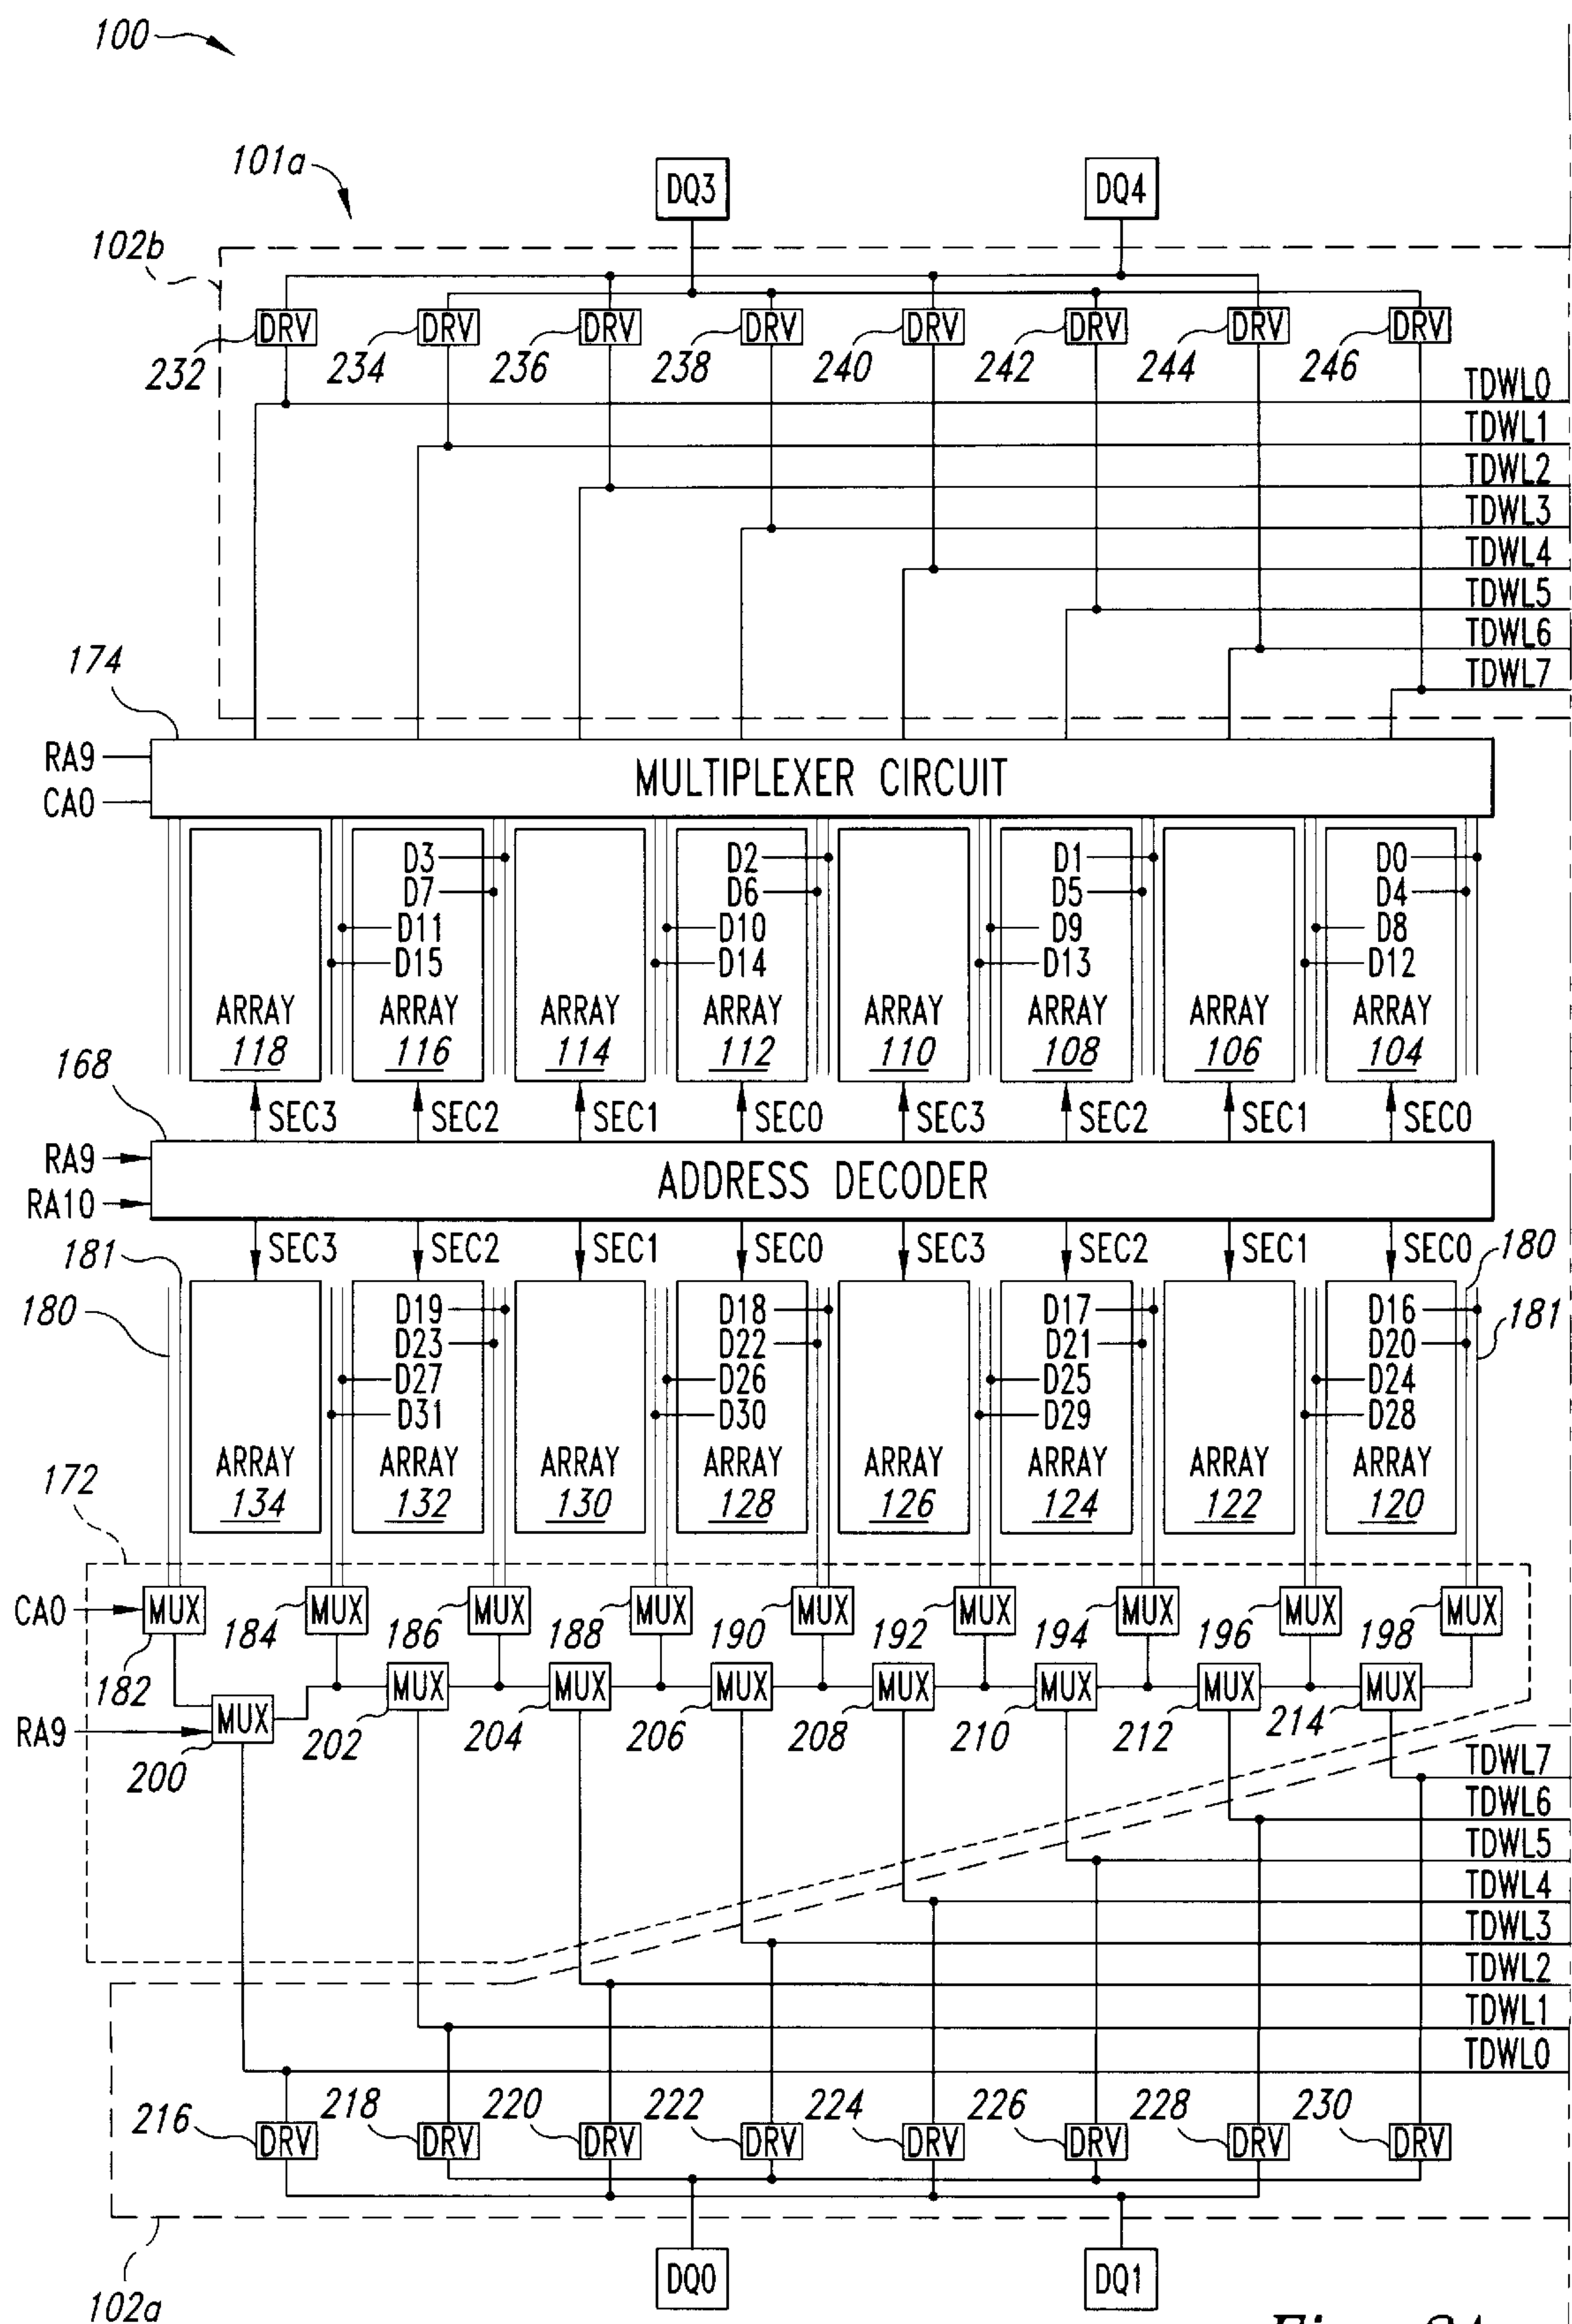 100
101a
DQ3 DQ4
102b
DRV DRV DRV DRV DRV DRV DRV DRV
232 234 236 238 240 242 244 246
TDWL0
TDWL1
TDWL2
TDWL3
TDWL4
TDWL5
TDWL6
TDWL7
174
RA9
CA0
MULTIPLEXER CIRCUIT
D3 D2 D1 D0
D7 D6 D5 D4
D11 D10 D9 D8
D15 D14 D13 D12
ARRAY ARRAY ARRAY ARRAY ARRAY ARRAY ARRAY ARRAY
118 116 114 112 110 108 106 104
168
SEC3 SEC2 SEC1 SEC0 SEC3 SEC2 SEC1 SEC0
RA9
RA10
ADDRESS DECODER
SEC3 SEC2 SEC1 SEC0 SEC3 SEC2 SEC1 SEC0
181 180
180 181
D19 D18 D17 D16
D23 D22 D21 D20
D27 D26 D25 D24
D31 D30 D29 D28
ARRAY ARRAY ARRAY ARRAY ARRAY ARRAY ARRAY ARRAY
134 132 130 128 126 124 122 120
172
CA0 MUX MUX MUX MUX MUX MUX MUX MUX MUX
182 184 186 188 190 192 194 196 198
RA9 MUX MUX MUX MUX MUX MUX MUX MUX
200 202 204 206 208 210 212 214
TDWL7
TDWL6
TDWL5
TDWL4
TDWL3
TDWL2
TDWL1
TDWL0
216 218 220 222 224 226 228 230
DRV DRV DRV DRV DRV DRV DRV DRV
DQ0 DQ1
102a